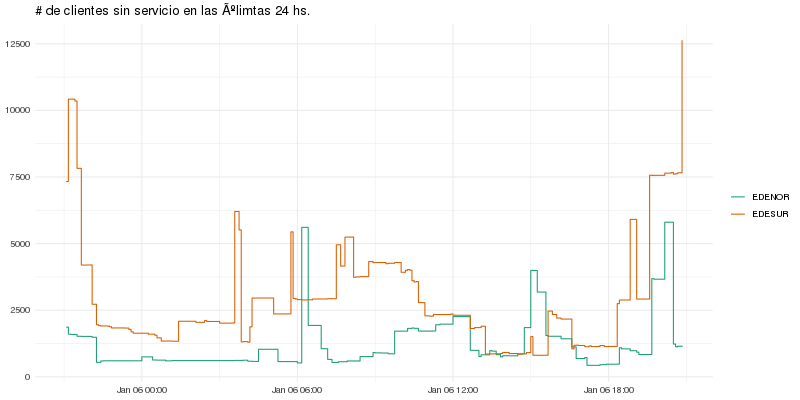 # de clientes sin servicio en las Ãºlimtas 24 hs.
12500
10000
7500
5000
2500
0
Jan 06 00:00
Jan 06 06:00
Jan 06 12:00
Jan 06 18:00
EDENOR
EDESUR